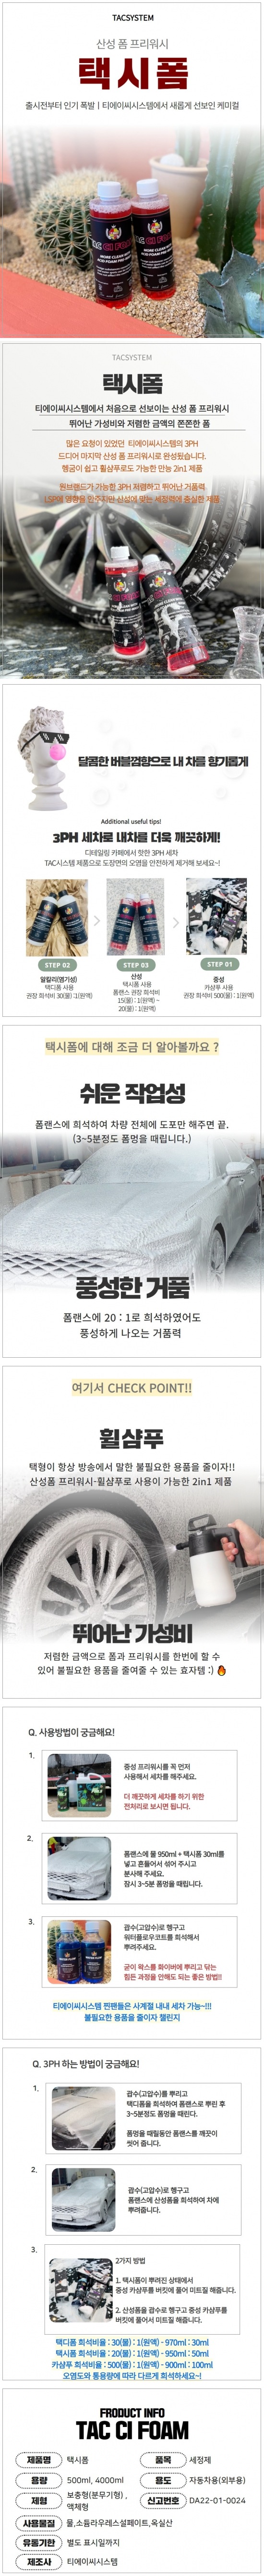 TACSYSTEM
산성 폼 프리워시
택시폼
출시전부터 인기 폭발 | 티에이씨시스템에서 새롭게 선보인 케미컬
TAC CI FOAM
TACSYSTEM
택시폼
티에이씨시스템에서 처음으로 선보이는 산성 폼 프리워시
뛰어난 가성비와 저렴한 금액의 쫀쫀한 폼
많은 요청이 있었던 티에이씨시스템의 3PH
드디어 마지막 산성 폼 프리워시로 완성됬습니다.
헹굼이 쉽고 휠샴푸로도 가능한 만능 2in1 제품
원브랜드가 가능한 3PH 저렴하고 뛰어난 거품력
달콤한 버블껌향으로 내 차를 향기롭게
Additional useful tips!
3PH 세차로 내차를 더욱 깨끗하게!
디테일링 카페에서 핫한 3PH 세차
TAC시스템 제품으로 도장면의 오염을 안전하게 제거해 보세요~!
STEP 02
알칼리(염기성)
택디폼 사용
권장 희석비 30(물) :1(원액)
STEP 03
산성
택시폼 사용
폼랜스 권장 희석비
15(물) : 1(원액) ~
20(물) : 1(원액)
STEP 01
중성
카샴푸 사용
권장 희석비 500(물) : 1(원액)
택시폼에 대해 조금 더 알아볼까요 ?
쉬운 작업성
폼랜스에 희석하여 차량 전체에 도포만 해주면 끝.
(3~5분정도 폼멍을 때립니다.)
풍성한 거품
폼랜스에 20 : 1로 희석하였어도
풍성하게 나오는 거품력
여기서 CHECK POINT!!
휠샴푸
택형이 항상 방송에서 말한 불필요한 용품을 줄이자!!
산성폼 프리워시-휠샴푸로 사용이 가능한 2in1 제품
뛰어난 가성비
저렴한 금액으로 폼과 프리워시를 한번에 할 수
있어 불필요한 용품을 줄여줄 수 있는 효자템 :)
Q. 사용방법이 궁금해요!
1.
중성 프리워시를 꼭 먼저
사용해서 세차를 해주세요.
더 깨끗하게 세차를 하기 위한
전처리로 보시면 됩니다.
2.
폼랜스에 물 950ml + 택시폼 30ml를
넣고 흔들어서 섞어 주시고
분사해 주세요.
잠시 3~5분 폼멍을 때립니다.
3.
괌수(고압수)로 헹구고
워터플로우코트를 희석해서
뿌려주세요.
굳이 왁스를 화이버에 뿌리고 닦는
힘든 과정을 안해도 되는 좋은 방법!!
티에이씨시스템 찐팬들은 사계절 내내 세차 가능~!!!
불필요한 용품을 줄이자 챌린지
Q. 3PH 하는 방법이 궁금해요!
1.
괌수(고압수)를 뿌리고
택디폼을 희석하여 폼랜스로 뿌린 후
3~5분정도 폼멍을 때린다.
폼멍을 때릴동안 폼랜스를 깨끗이
씻어 줍니다.
2.
괌수(고압수)로 헹구고
폼랜스에 산성폼을 희석하여 차에
뿌려줍니다.
3.
2가지 방법
1. 택시폼이 뿌려진 상태에서
중성 카샴푸를 버킷에 풀어 미트질 해줍니다.
2. 산성폼을 괌수로 헹구고 중성 카샴푸를
버킷에 풀어서 미트질 해줍니다.
택디폼 희석비율 : 30(물) : 1(원액) - 970ml : 30ml
택시폼 희석비율 : 20(물) : 1(원액) - 950ml : 50ml
카샴푸 희석비율 : 500(물) : 1(원액) - 900ml : 100ml
오염도와 통용량에 따라 다르게 희석하세요~!
PRODUCT INFO
TAC CI FOAM
제품명 택시폼
품목 세정제
용량 500ml, 4000ml
용도 자동차용(외부용)
제형 보충형(분무기형) ,
액체형
신고번호 DA22-01-0024
사용물질 물,소듐라우레스설페이트,옥실산
유통기한 별도 표시일까지
제조사 티에이씨시스템